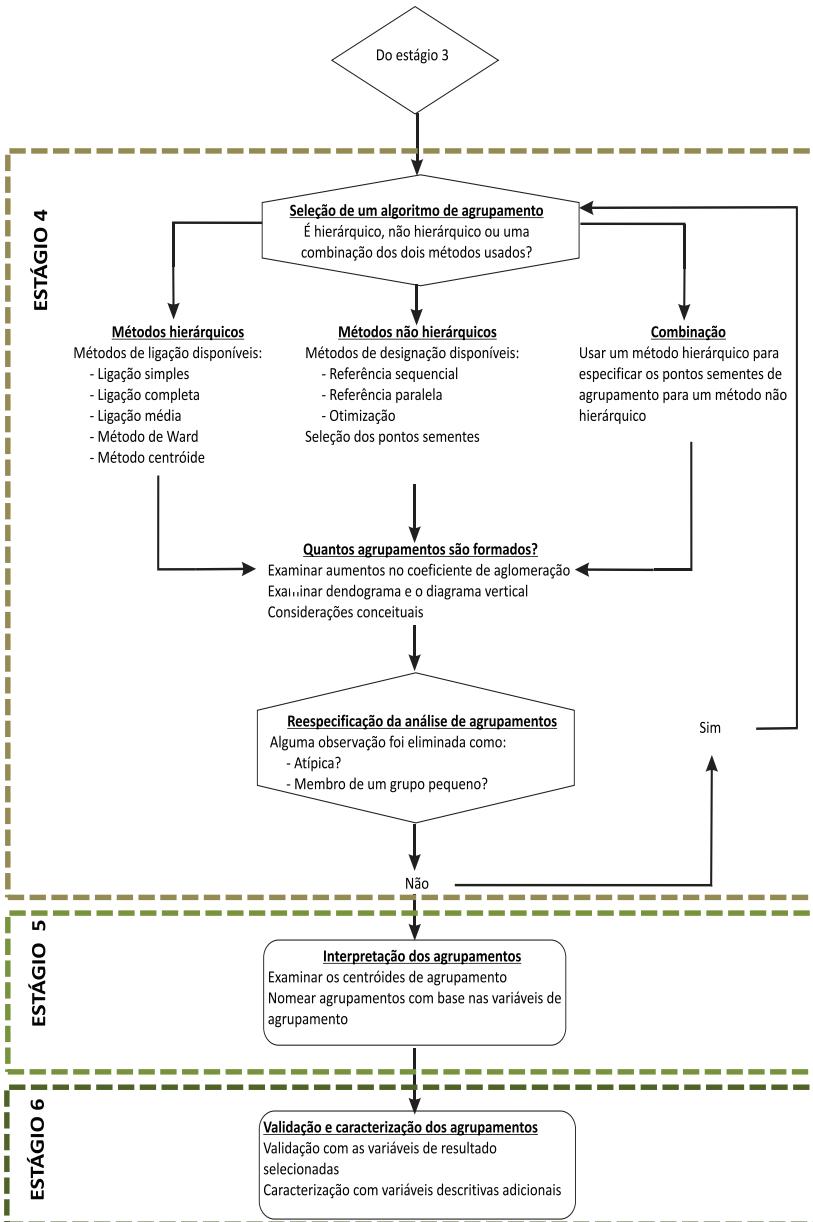 Do estágio 3
ESTÁGIO 4
Seleção de um algoritmo de agrupamento
É hierárquico, não hierárquico ou uma
combinação dos dois métodos usados?
Métodos hierárquicos
Métodos de ligação disponíveis:
- Ligação simples
- Ligação completa
- Ligação média
- Método de Ward
- Método centróide
Métodos não hierárquicos
Métodos de designação disponíveis:
- Referência sequencial
- Referência paralela
- Otimização
Seleção dos pontos sementes
Combinação
Usar um método hierárquico para
especificar os pontos sementes de
agrupamento para um método não
hierárquico
Quantos agrupamentos são formados?
Examinar aumentos no coeficiente de aglomeração
Examinar dendograma e o diagrama vertical
Considerações conceituais
Reespecificação da análise de agrupamentos
Alguma observação foi eliminada como:
- Atípica?
- Membro de um grupo pequeno?
Sim
Não
ESTÁGIO 5
Interpretação dos agrupamentos
Examinar os centróides de agrupamento
Nomear agrupamentos com base nas variáveis de
agrupamento
ESTÁGIO 6
Validação e caracterização dos agrupamentos
Validação com as variáveis de resultado
selecionadas
Caracterização com variáveis descritivas adicionais